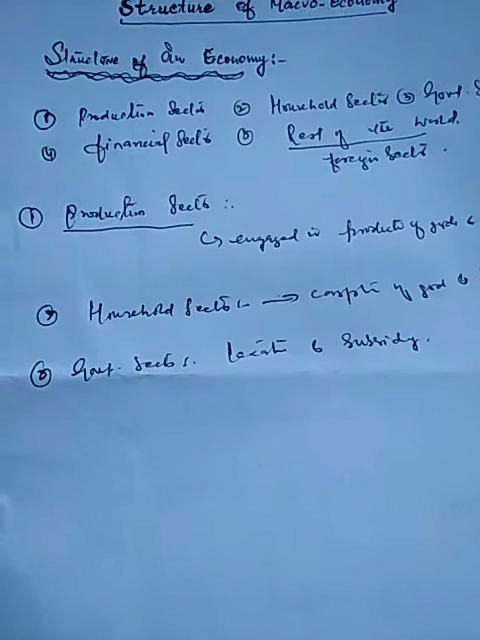 Structure of Macro-Economy
Structure of an Economy:-
① Production Sector ② Household Sector ③ Govt. S
④ financial Sector ⑤ Rest of the world.
foreign Sector.
① Production Sector :.
↳ engaged in production of goods &
② Household Sector :- → consumption of good &
③ Govt. Sector :. & Subsidy.